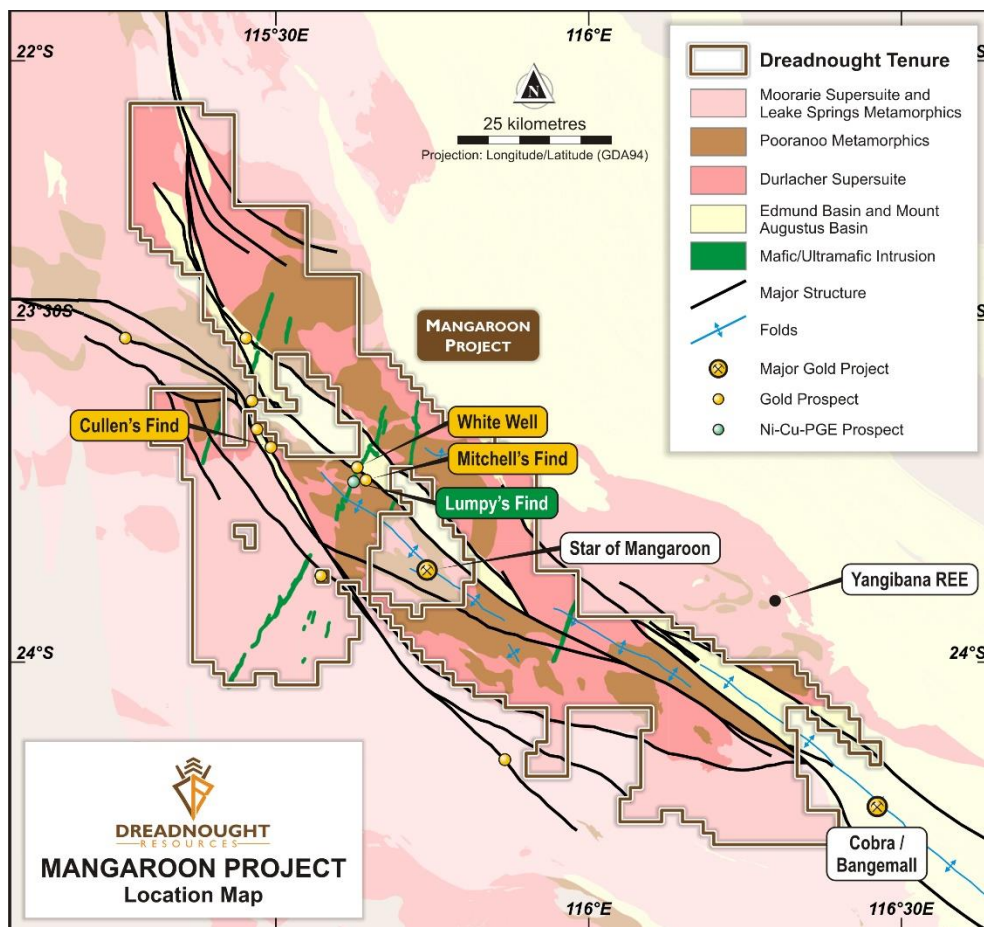 115°30'
116°E
22°S
N
25 kilometres
Projection: Longitude/Latitude (GDA94)
Dreadnought Tenure
Moorarie Supersuite and
Leake Springs Metamorphics
Pooranoo Metamorphics
Durlacher Supersuite
Edmund Basin and Mount
Augustus Basin
Mafic/Ultramafic Intrusion
Major Structure
Folds
Major Gold Project
Gold Prospect
Ni-Cu-PGE Prospect
23°30'S
MANGAROON
PROJECT
Cullen's Find
White Well
Mitchell's Find
Lumpy's Find
Star of Mangaroon
Yangibana REE
24°S
24°S
Cobra /
Bangemall
DREADNOUGHT
RESOURCES
MANGAROON PROJECT
Location Map
116°E
116°30'E